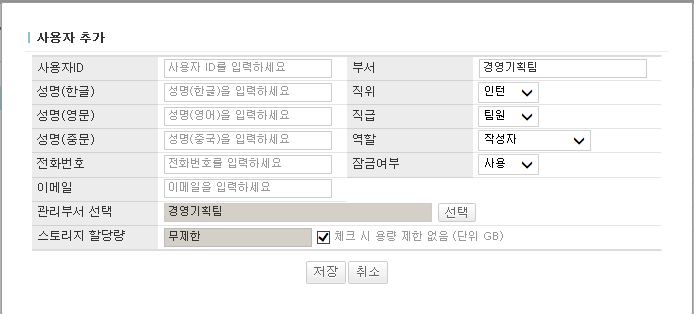 사용자 추가
사용자ID 사용자 ID를 입력하세요 부서 경영기획팀
성명(한글) 성명(한글)을 입력하세요 직위 인턴
성명(영문) 성명(영어)을 입력하세요 직급 팀원
성명(중문) 성명(중국)을 입력하세요 역할 작성자
전화번호 전화번호를 입력하세요 잠금여부 사용
이메일 이메일을 입력하세요
관리부서 선택 경영기획팀 선택
스토리지 할당량 무제한 체크 시 용량 제한 없음 (단위 GB)
저장 취소